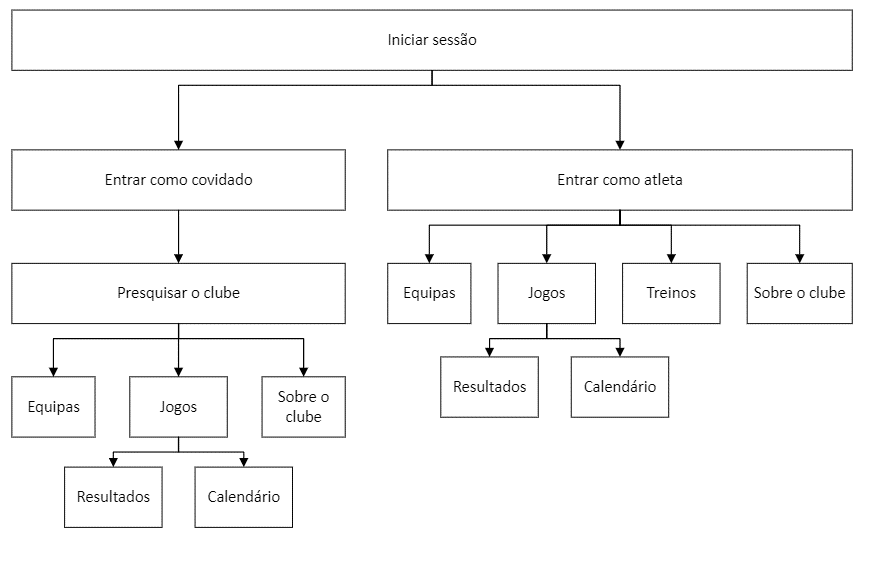 Iniciar sessão
Entrar como covidado
Entrar como atleta
Presquisar o clube
Equipas
Jogos
Treinos
Sobre o clube
Equipas
Jogos
Sobre o
clube
Resultados
Calendário
Resultados
Calendário